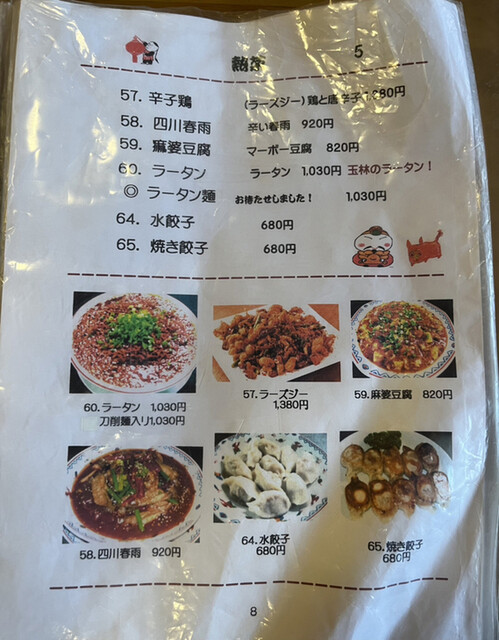 熱菜 5
57. 辛子鶏 (ラーズジー)鶏と唐辛子 1,380円
58. 四川春雨 辛い春雨 920円
59. 麻婆豆腐 マーボー豆腐 820円
60. ラータン ラータン 1,030円 玉林のラータン!
◎ ラータン麺 お待たせしました! 1,030円
64. 水餃子 680円
65. 焼き餃子 680円
60.ラータン 1,030円
刀削麺入り1,030円
57.ラーズジー
1,380円
59.麻婆豆腐 820円
58.四川春雨 920円
64.水餃子
680円
65.焼き餃子
680円
8